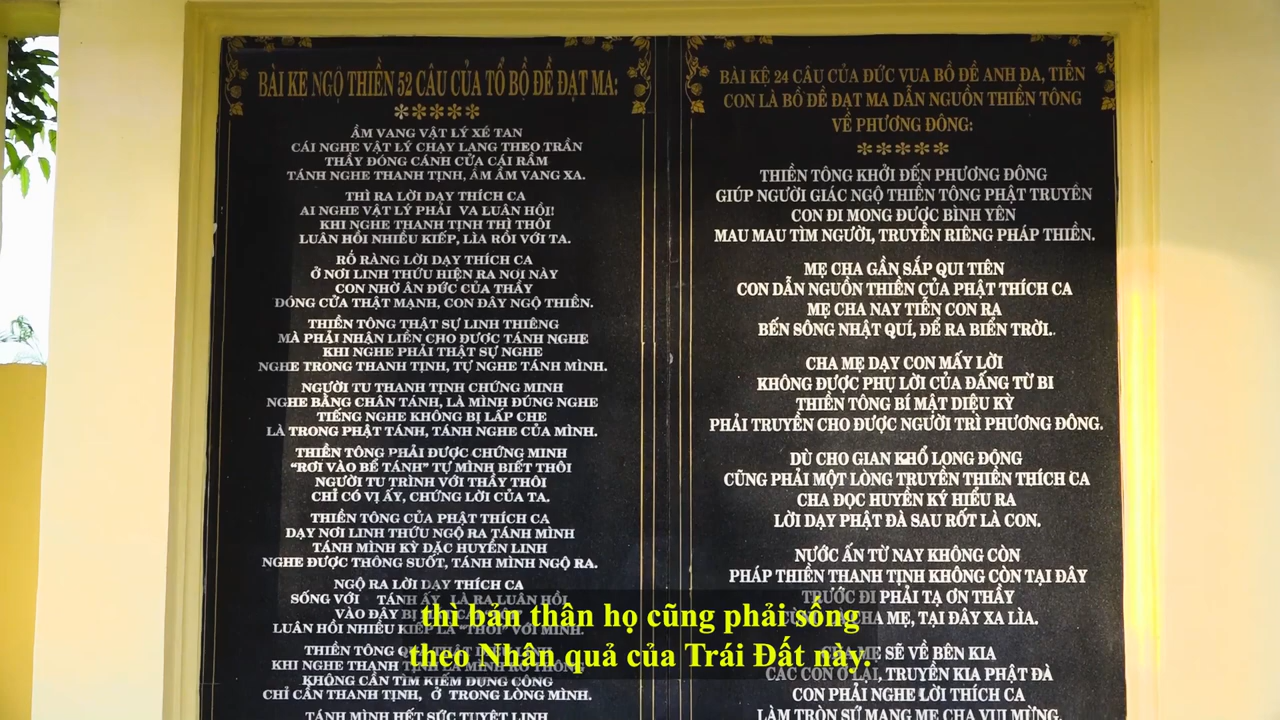 BÀI KỆ NGỘ THIỀN 52 CÂU CỦA TỔ BỒ ĐỀ ĐẠT MA:
ẦM VANG VẬT LÝ XÉ TAN
CÁI NGHE VẬT LÝ CHẠY LANG THEO TRẦN
THẦY ĐÓNG CÁNH CỬA CÁI RẦM
TÁNH NGHE THANH TỊNH, ẦM ẦM VANG XA.
THÌ RA LỜI DẠY THÍCH CA
AI NGHE VẬT LÝ PHẢI VA LUÂN HỒI!
KHI NGHE THANH TỊNH THÌ THÔI
LUÂN HỒI NHIỀU KIẾP, LÌA RỒI VỚI TA.
RỐ RÀNG LỜI DẠY THÍCH CA
Ở NƠI LINH THỨU HIỆN RA NƠI NÀY
CON NHỜ ÂN ĐỨC CỦA THẦY
ĐÓNG CỬA THẬT MẠNH, CON ĐÂY NGỘ THIỀN.
THIỀN TÔNG THẬT SỰ LINH THIÊNG
MÀ PHẢI NHẬN LIỀN CHO ĐƯỢC TÁNH NGHE
KHI NGHE PHẢI THẬT SỰ NGHE
NGHE TRONG THANH TỊNH, TỰ NGHE TÁNH MÌNH.
NGƯỜI TU THANH TỊNH CHỨNG MINH
NGHE BẰNG CHÂN TÁNH, LÀ MÌNH ĐÚNG NGHE
TIẾNG NGHE KHÔNG BỊ LẤP CHE
LÀ TRONG PHẬT TÁNH, TÁNH NGHE CỦA MÌNH.
THIỀN TÔNG PHẢI ĐƯỢC CHỨNG MINH
“RƠI VÀO BỂ TÁNH” TỰ MÌNH BIẾT THÔI
NGƯỜI TU TRÌNH VỚI THẦY THÔI
CHỈ CÓ VỊ ẤY, CHỨNG LỜI CỦA TA.
THIỀN TÔNG CỦA PHẬT THÍCH CA
DẠY NƠI LINH THỨU NGỘ RA TÁNH MÌNH
TÁNH MÌNH KỲ DẶC HUYỀN LINH
NGHE ĐƯỢC THÔNG SUỐT, TÁNH MÌNH NGỘ RA.
NGỘ RA LỜI DẠY THÍCH CA
SỐNG VỚI TÁNH ẤY LÀ RA LUÂN HỒI
VÀO ĐÂY BỊ
LUÂN HỒI NHIỀU KIẾP LÀ “THÔI” VỚI MÌNH.
THIỀN TÔNG
KHI NGHE THANH TỊNH LÀ MÌNH RÕ THÔNG
KHÔNG CẦN TÌM KIẾM DỤNG CÔNG
CHỈ CẦN THANH TỊNH, Ở TRONG LÒNG MÌNH.
TÁNH MÌNH HẾT SỨC TUYỆT LINH
BÀI KỆ 24 CÂU CỦA ĐỨC VUA BỒ ĐỀ ANH ĐA, TIỄN
CON LÀ BỒ ĐỀ ĐẠT MA DẪN NGUỒN THIỀN TÔNG
VỀ PHƯƠNG ĐÔNG:
THIỀN TÔNG KHỞI ĐẾN PHƯƠNG ĐÔNG
GIÚP NGƯỜI GIÁC NGỘ THIỀN TÔNG PHẬT TRUYỀN
CON ĐI MONG ĐƯỢC BÌNH YÊN
MAU MAU TÌM NGƯỜI, TRUYỀN RIÊNG PHÁP THIỀN.
MẸ CHA GẦN SẮP QUI TIÊN
CON DẪN NGUỒN THIỀN CỦA PHẬT THÍCH CA
MẸ CHA NAY TIỄN CON RA
BẾN SÔNG NHẬT QUÍ, ĐỂ RA BIỂN TRỜI.
CHA MẸ DẠY CON MẤY LỜI
KHÔNG ĐƯỢC PHỤ LỜI CỦA ĐẤNG TỪ BI
THIỀN TÔNG BÍ MẬT DIỆU KỲ
PHẢI TRUYỀN CHO ĐƯỢC NGƯỜI TRÌ PHƯƠNG ĐÔNG.
DÙ CHO GIAN KHỔ LONG ĐONG
CŨNG PHẢI MỘT LÒNG TRUYỀN THIỀN THÍCH CA
CHA ĐỌC HUYỀN KÝ HIỂU RA
LỜI DẠY PHẬT ĐÀ SAU RỐT LÀ CON.
NƯỚC ẤN TỪ NAY KHÔNG CÒN
PHÁP THIỀN THANH TỊNH KHÔNG CÒN TẠI ĐÂY
TRƯỚC ĐI PHẢI TẠ ƠN THẦY
CHA MẸ, TẠI ĐÂY XA LÌA.
CHA MẸ SẼ VỀ BÊN KIA
CÁC CON Ở LẠI, TRUYỀN KIA PHẬT ĐÀ
CON PHẢI NGHE LỜI THÍCH CA
LÀM TRÒN SỨ MẠNG MẸ CHA VUI MỪNG.
thì bản thân họ cũng phải sống
theo Nhân quả của Trái Đất này.